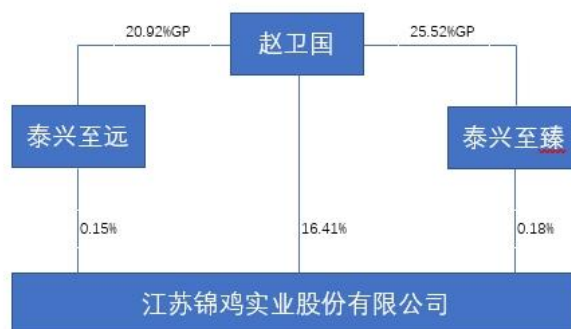 20.92%GP
赵卫国
25.52%GP
泰兴至远
泰兴至臻
0.15%
16.41%
0.18%
江苏锦鸡实业股份有限公司